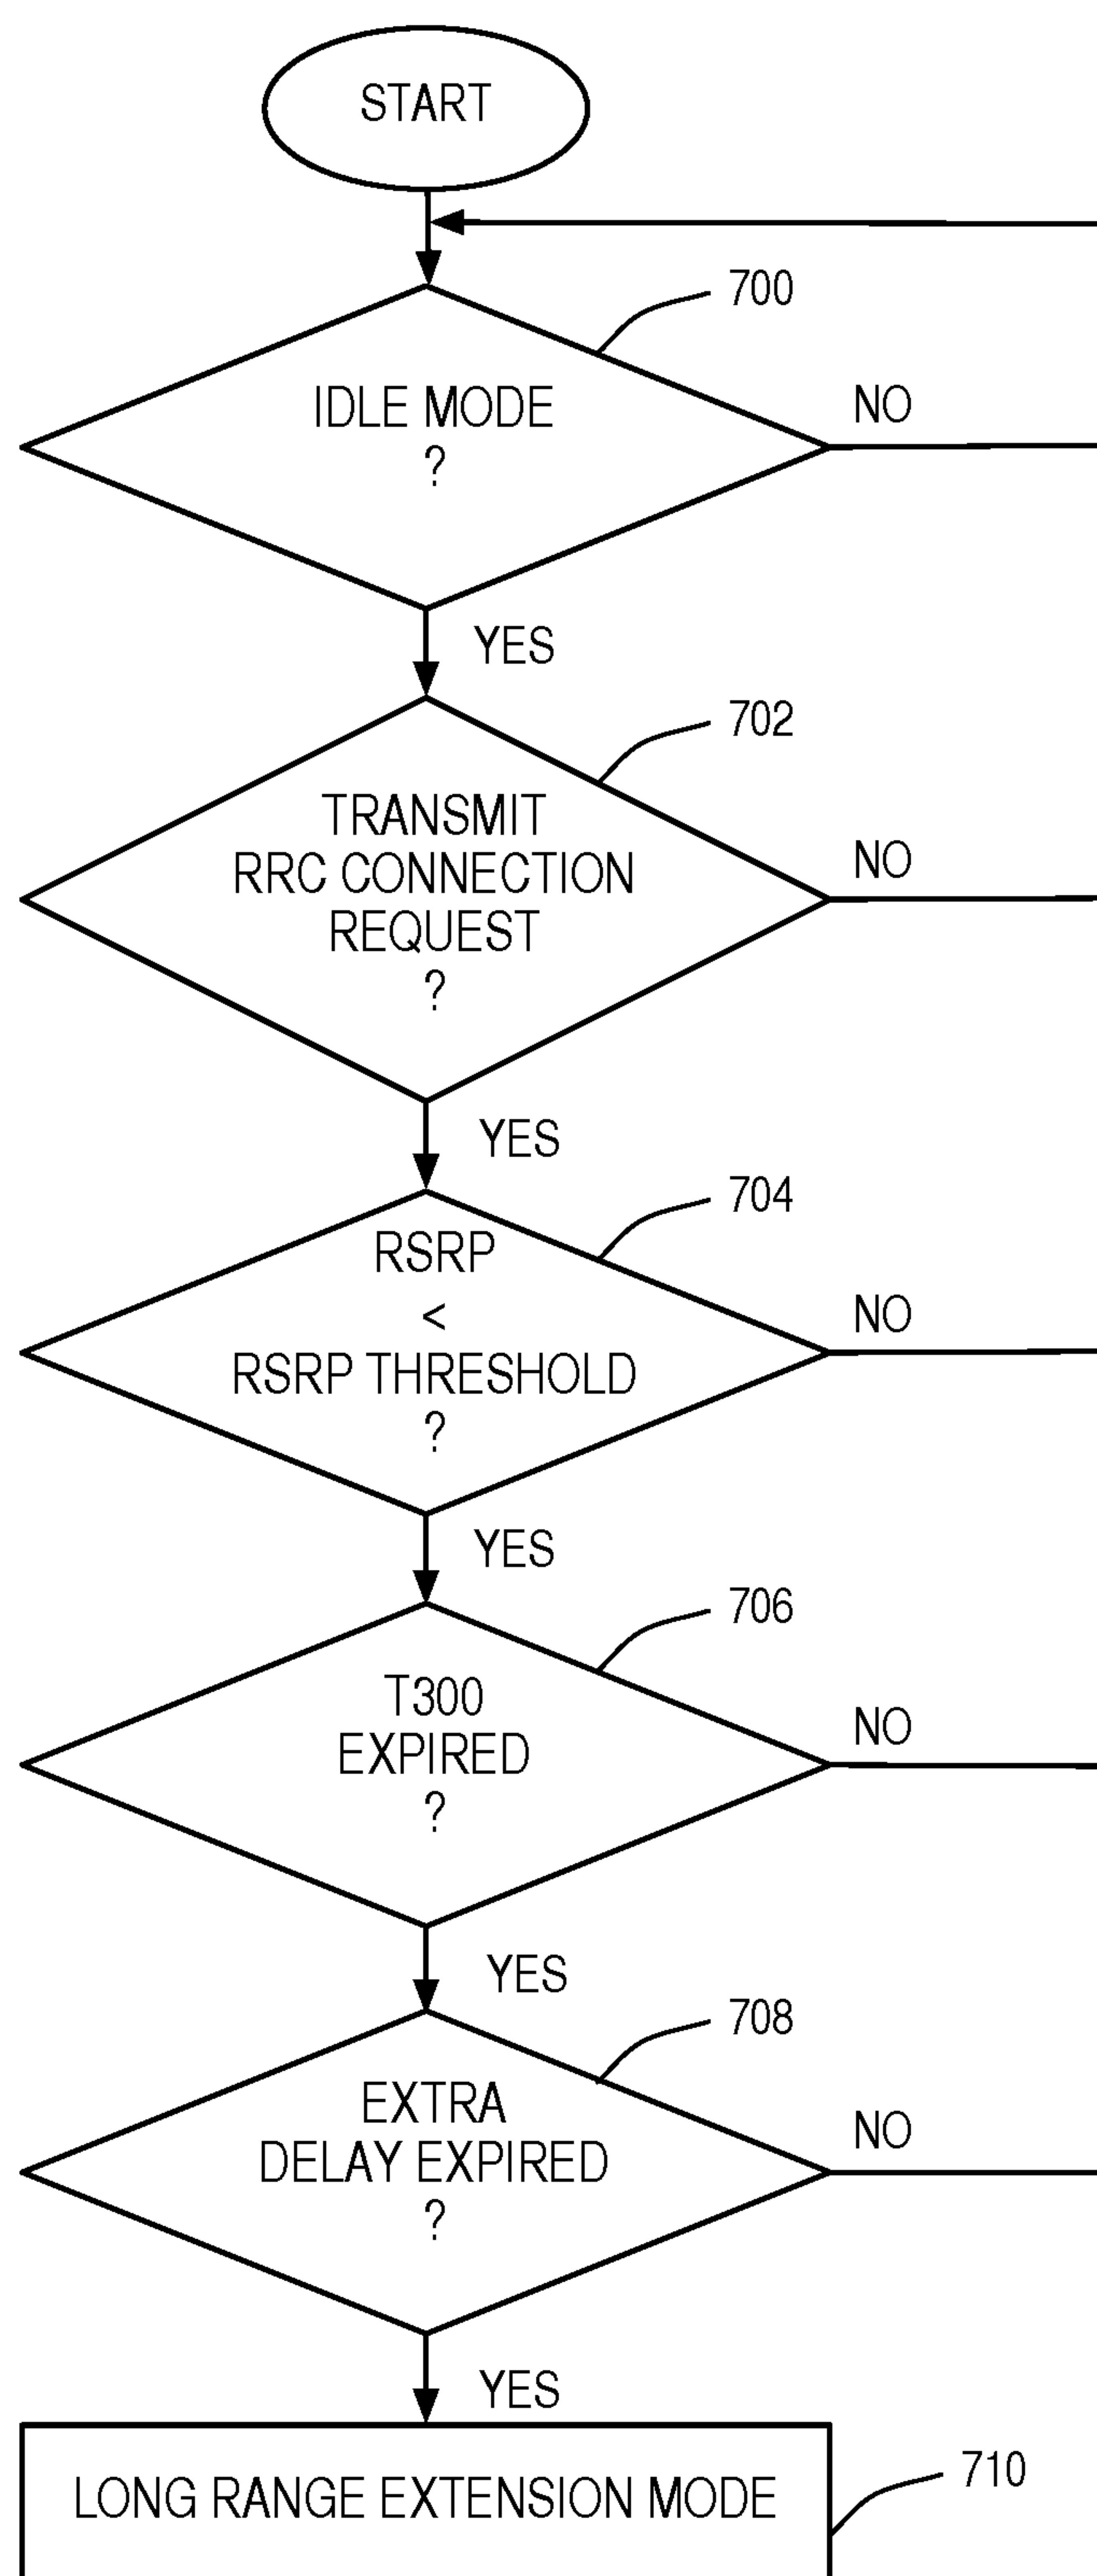 START
700
IDLE MODE
?
NO
YES
702
TRANSMIT
RRC CONNECTION
REQUEST
?
NO
YES
704
RSRP
<
RSRP THRESHOLD
?
NO
YES
706
T300
EXPIRED
?
NO
YES
708
EXTRA
DELAY EXPIRED
?
NO
YES
LONG RANGE EXTENSION MODE
710